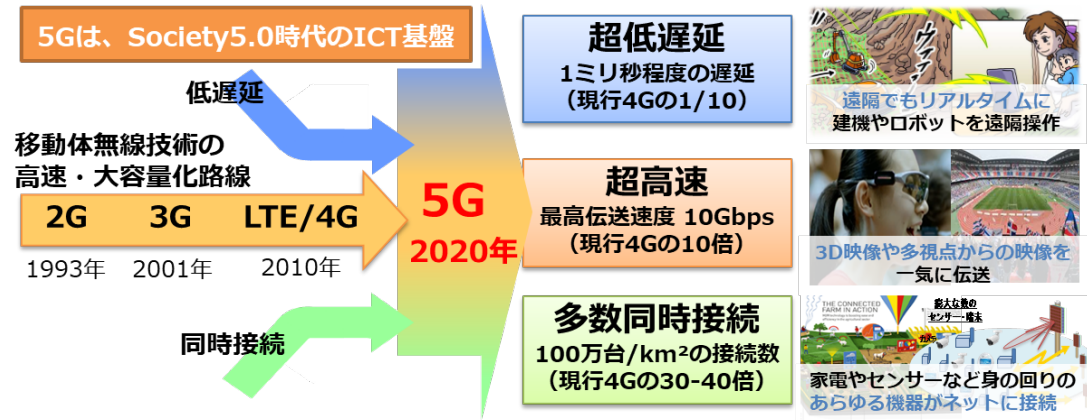 5Gは、Society5.0時代のICT基盤
低遅延
移動体無線技術の
高速・大容量化路線
2G 3G LTE/4G
1993年 2001年 2010年
同時接続
5G
2020年
超低遅延
1ミリ秒程度の遅延
（現行4Gの1/10）
ヴァァァ
遠隔でもリアルタイムに
建機やロボットを遠隔操作
超高速
最高伝送速度 10Gbps
（現行4Gの10倍）
3D映像や多視点からの映像を
一気に伝送
多数同時接続
100万台/km²の接続数
（現行4Gの30-40倍）
THE CONNECTED
FARM IN ACTION
膨大な数の
センサー・端末
カメラ
家電やセンサーなど身の回りの
あらゆる機器がネットに接続